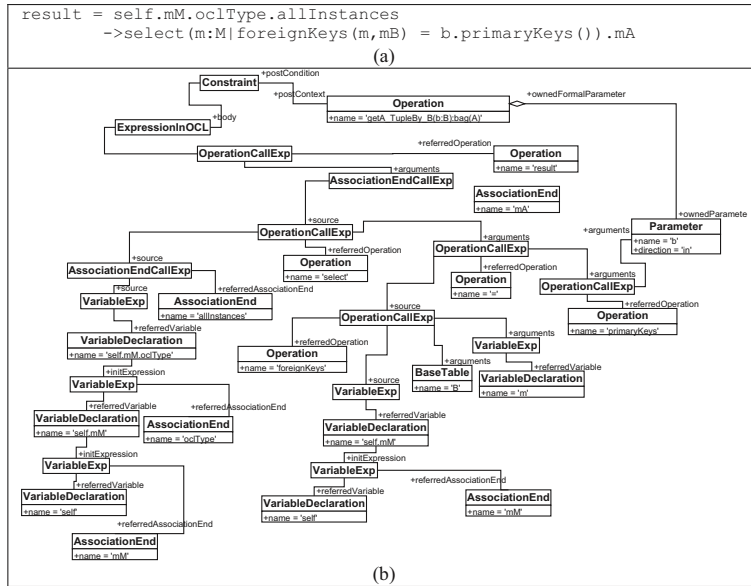 result = self.mM.oclType.allInstances
->select(m:M|foreignKeys(m,mB) = b.primaryKeys()).mA
(a)
+postCondition
Constraint
+postContext
Operation
+name = 'getA_TupleBy_B(b:B):bag(A)'
+ownedFormalParameter
+body
ExpressionInOCL
+referredOperation
OperationCallExp
Operation
+name = 'result'
+arguments
AssociationEndCallExp
AssociationEnd
+name = 'mA'
+source
OperationCallExp
+arguments
+ownedParamete
+arguments
Parameter
+name = 'b'
+direction = 'in'
+source
+referredOperation
OperationCallExp
AssociationEndCallExp
Operation
+name = 'select'
+arguments
+referredOperation
OperationCallExp
+source
+referredAssociationEnd
Operation
+name = '='
VariableExp
AssociationEnd
+name = 'allInstances'
+source
+referredOperation
OperationCallExp
Operation
+name = 'primaryKeys'
+referredVariable
VariableDeclaration
+name = 'self.mM.oclType'
+referredOperation
+arguments
VariableExp
Operation
+name = 'foreignKeys'
+arguments
BaseTable
+name = 'B'
+referredVariable
VariableDeclaration
+name = 'm'
+initExpression
VariableExp
+source
VariableExp
+referredVariable
+referredAssociationEnd
VariableDeclaration
+name = 'self.mM'
AssociationEnd
+name = 'oclType'
+referredVariable
VariableDeclaration
+name = 'self.mM'
+initExpression
VariableExp
+initExpression
VariableExp
+referredVariable
VariableDeclaration
+name = 'self'
+referredAssociationEnd
+referredVariable
VariableDeclaration
+name = 'self'
+referredAssociationEnd
AssociationEnd
+name = 'mM'
AssociationEnd
+name = 'mM'
(b)